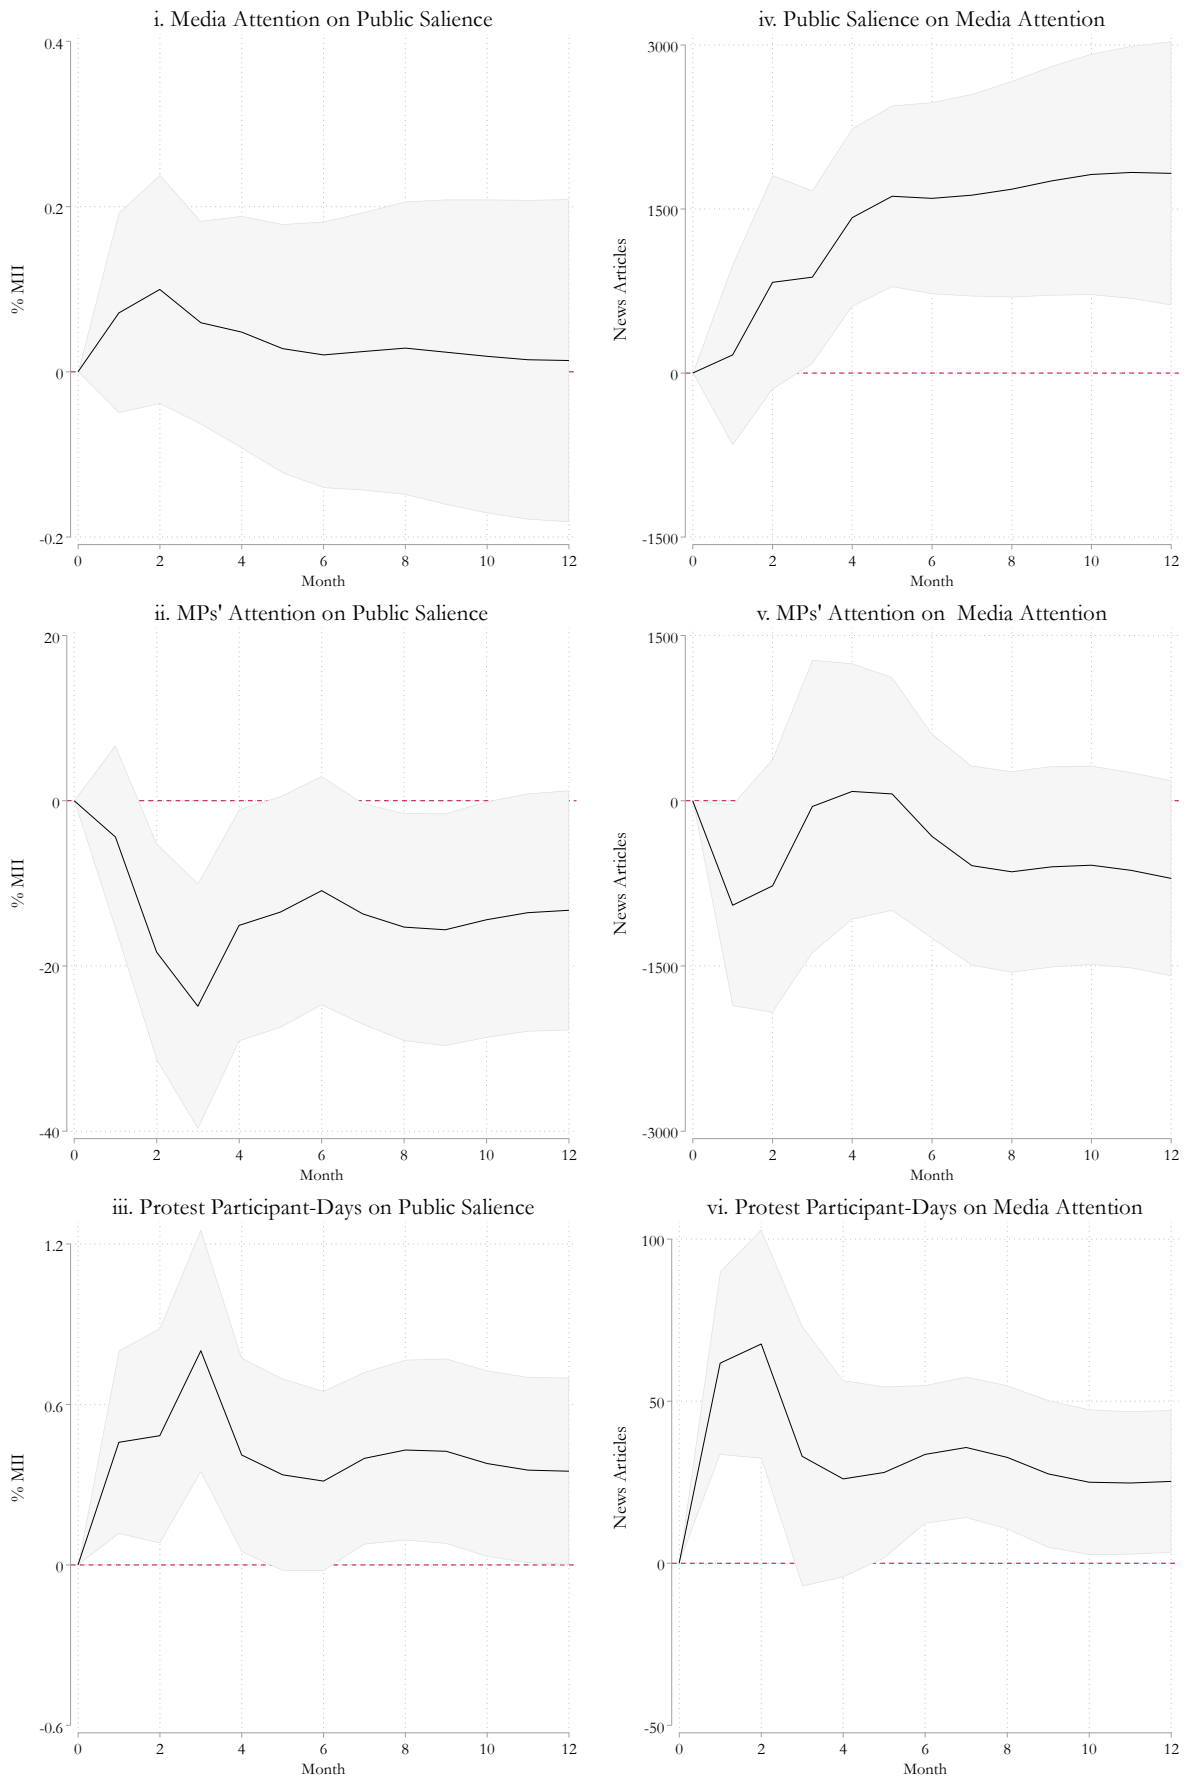 i. Media Attention on Public Salience
0.4
0.2
0
-0.2
% MII
0 2 4 6 8 10 12
Month
iv. Public Salience on Media Attention
3000
1500
0
-1500
News Articles
0 2 4 6 8 10 12
Month
ii. MPs' Attention on Public Salience
20
0
-20
-40
% MII
0 2 4 6 8 10 12
Month
v. MPs' Attention on Media Attention
1500
0
-1500
-3000
News Articles
0 2 4 6 8 10 12
Month
iii. Protest Participant-Days on Public Salience
1.2
0.6
0
-0.6
% MII
0 2 4 6 8 10 12
Month
vi. Protest Participant-Days on Media Attention
100
50
0
-50
News Articles
0 2 4 6 8 10 12
Month